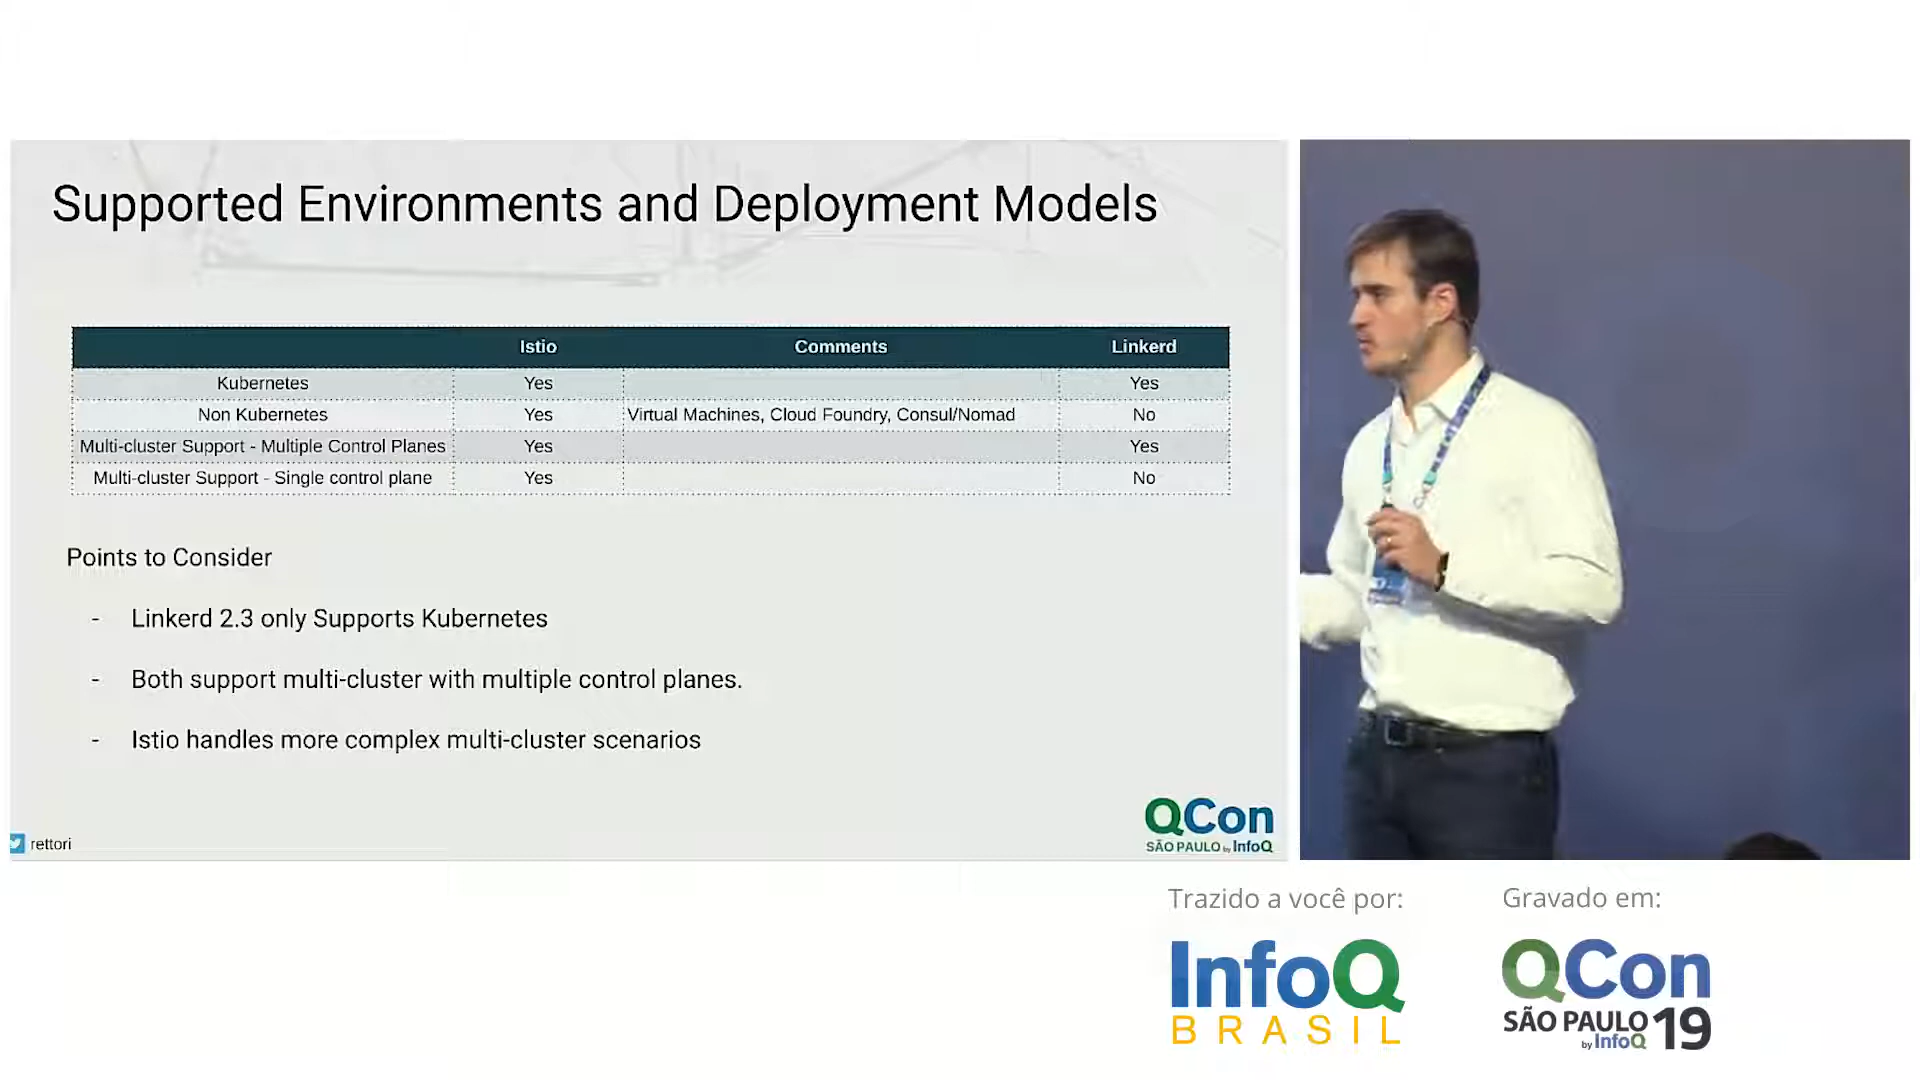 Supported Environments and Deployment Models
Istio Comments Linkerd
Kubernetes Yes Yes
Non Kubernetes Yes Virtual Machines, Cloud Foundry, Consul/Nomad No
Multi-cluster Support - Multiple Control Planes Yes Yes
Multi-cluster Support - Single control plane Yes No
Points to Consider
- Linkerd 2.3 only Supports Kubernetes
- Both support multi-cluster with multiple control planes.
- Istio handles more complex multi-cluster scenarios
rettori
QCon
SÃO PAULO by InfoQ
Trazido a você por:
InfoQ
BRASIL
Gravado em:
QCon
SÃO PAULO 19
by InfoQ